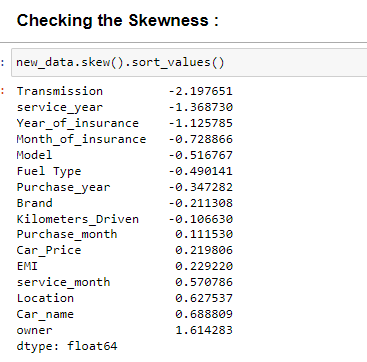 Checking the Skewness :
: new_data.skew().sort_values()
: Transmission -2.197651
service_year -1.368730
Year_of_insurance -1.125785
Month_of_insurance -0.728866
Model -0.516767
Fuel Type -0.490141
Purchase_year -0.347282
Brand -0.211308
Kilometers_Driven -0.106630
Purchase_month 0.111530
Car_Price 0.219806
EMI 0.229220
service_month 0.570786
Location 0.627537
Car_name 0.688809
owner 1.614283
dtype: float64